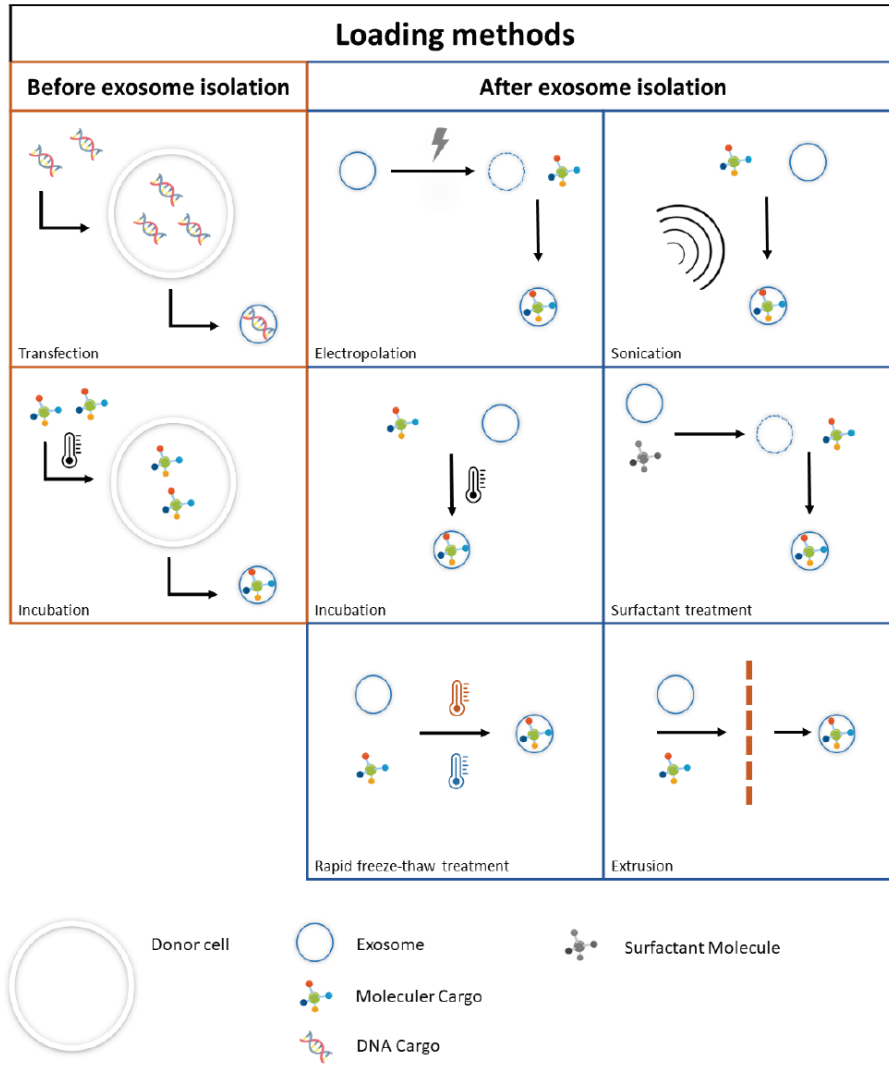 Loading methods
Before exosome isolation
After exosome isolation
Transfection
Electropolation
Sonication
Incubation
Incubation
Surfactant treatment
Rapid freeze-thaw treatment
Extrusion
Donor cell
Exosome
Surfactant Molecule
Moleculer Cargo
DNA Cargo